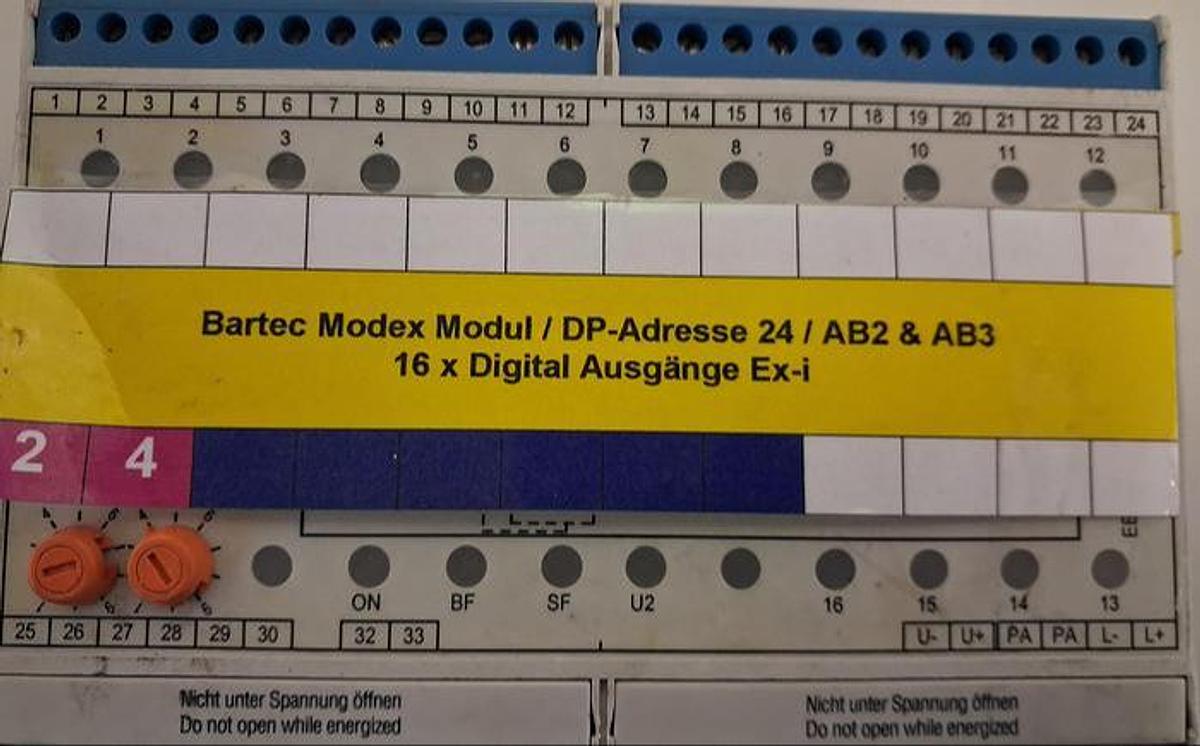 1 2 3 4 5 6 7 8 9 10 11 12 13 14 15 16 17 18 19 20 21 22 23 24
1 2 3 4 5 6 7 8 9 10 11 12
Bartec Modex Modul / DP-Adresse 24 / AB2 & AB3
16 x Digital Ausgänge Ex-i
2 4
ON BF SF U2 16 15 14 13
25 26 27 28 29 30 32 33 U- U+ PA PA L- L+
Nicht unter Spannung öffnen
Do not open while energized
Nicht unter Spannung öffnen
Do not open while energized